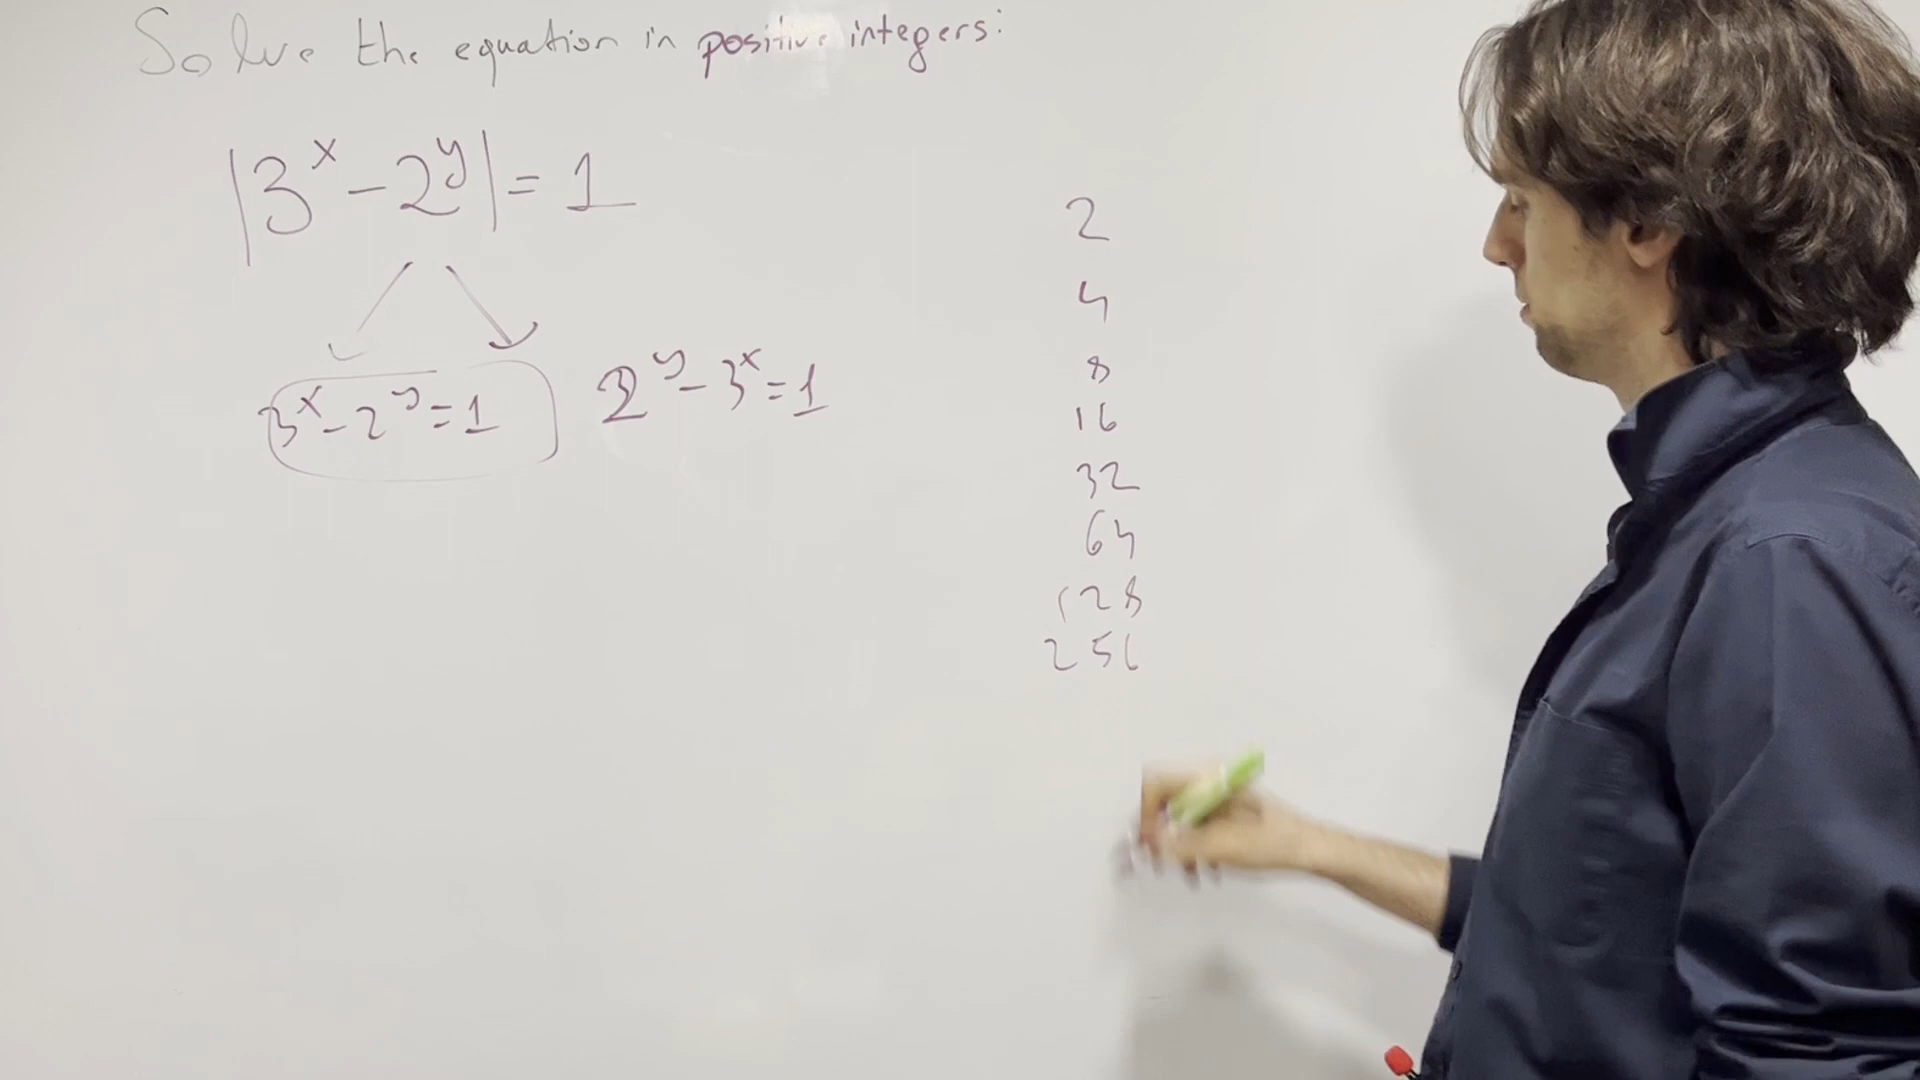 Solve the equation in positive integers:
|3^x - 2^y| = 1
3^x - 2^y = 1
2^y - 3^x = 1
2
4
8
16
32
64
128
256